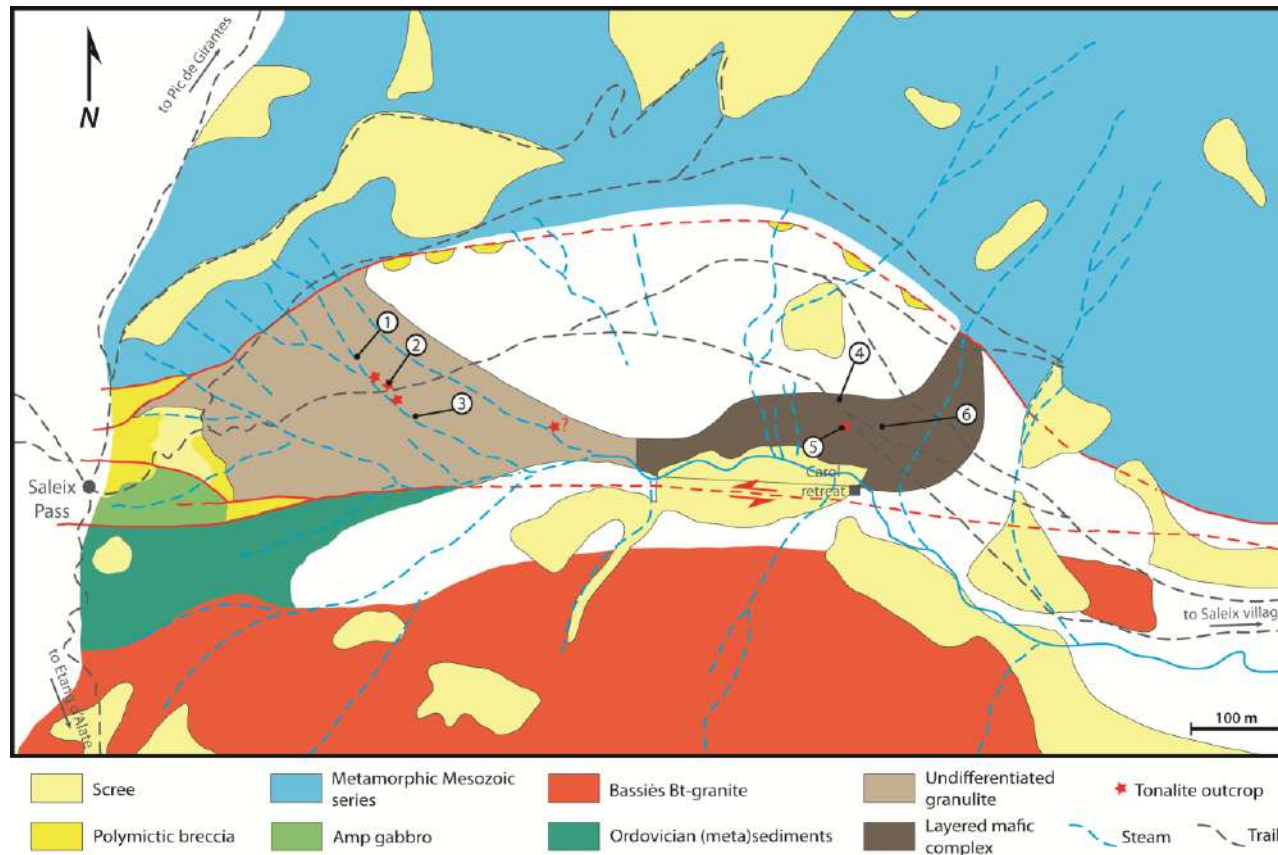 to Pic de Girantes
N
1
2
3
4
5
6
?
Saleix
Pass
Carol
retreat
to Saleix villag
to Etang d'Alate
100 m
Scree
Metamorphic Mesozoic
series
Bassiès Bt-granite
Undifferentiated
granulite
Tonalite outcrop
Polymictic breccia
Amp gabbro
Ordovician (meta)sediments
Layered mafic
complex
Steam
Trail